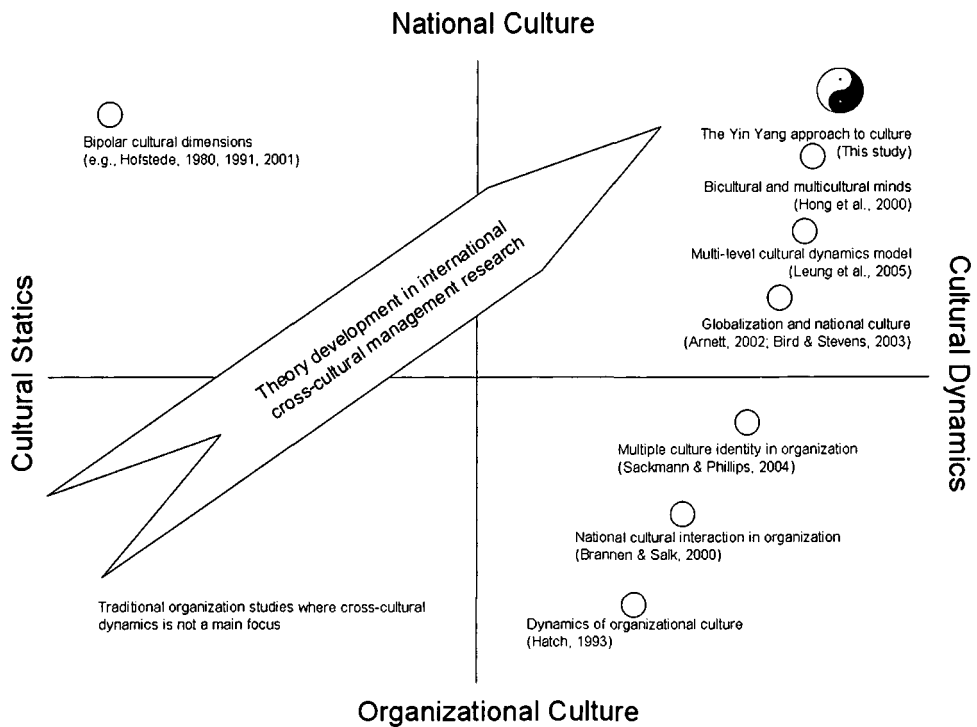 National Culture
Bipolar cultural dimensions
(e.g., Hofstede, 1980, 1991, 2001)
The Yin Yang approach to culture
(This study)
Bicultural and multicultural minds
(Hong et al., 2000)
Multi-level cultural dynamics model
(Leung et al., 2005)
Globalization and national culture
(Arnett, 2002; Bird & Stevens, 2003)
Theory development in international
cross-cultural management research
Cultural Statics
Cultural Dynamics
Multiple culture identity in organization
(Sackmann & Phillips, 2004)
National cultural interaction in organization
(Brannen & Salk, 2000)
Traditional organization studies where cross-cultural
dynamics is not a main focus
Dynamics of organizational culture
(Hatch, 1993)
Organizational Culture